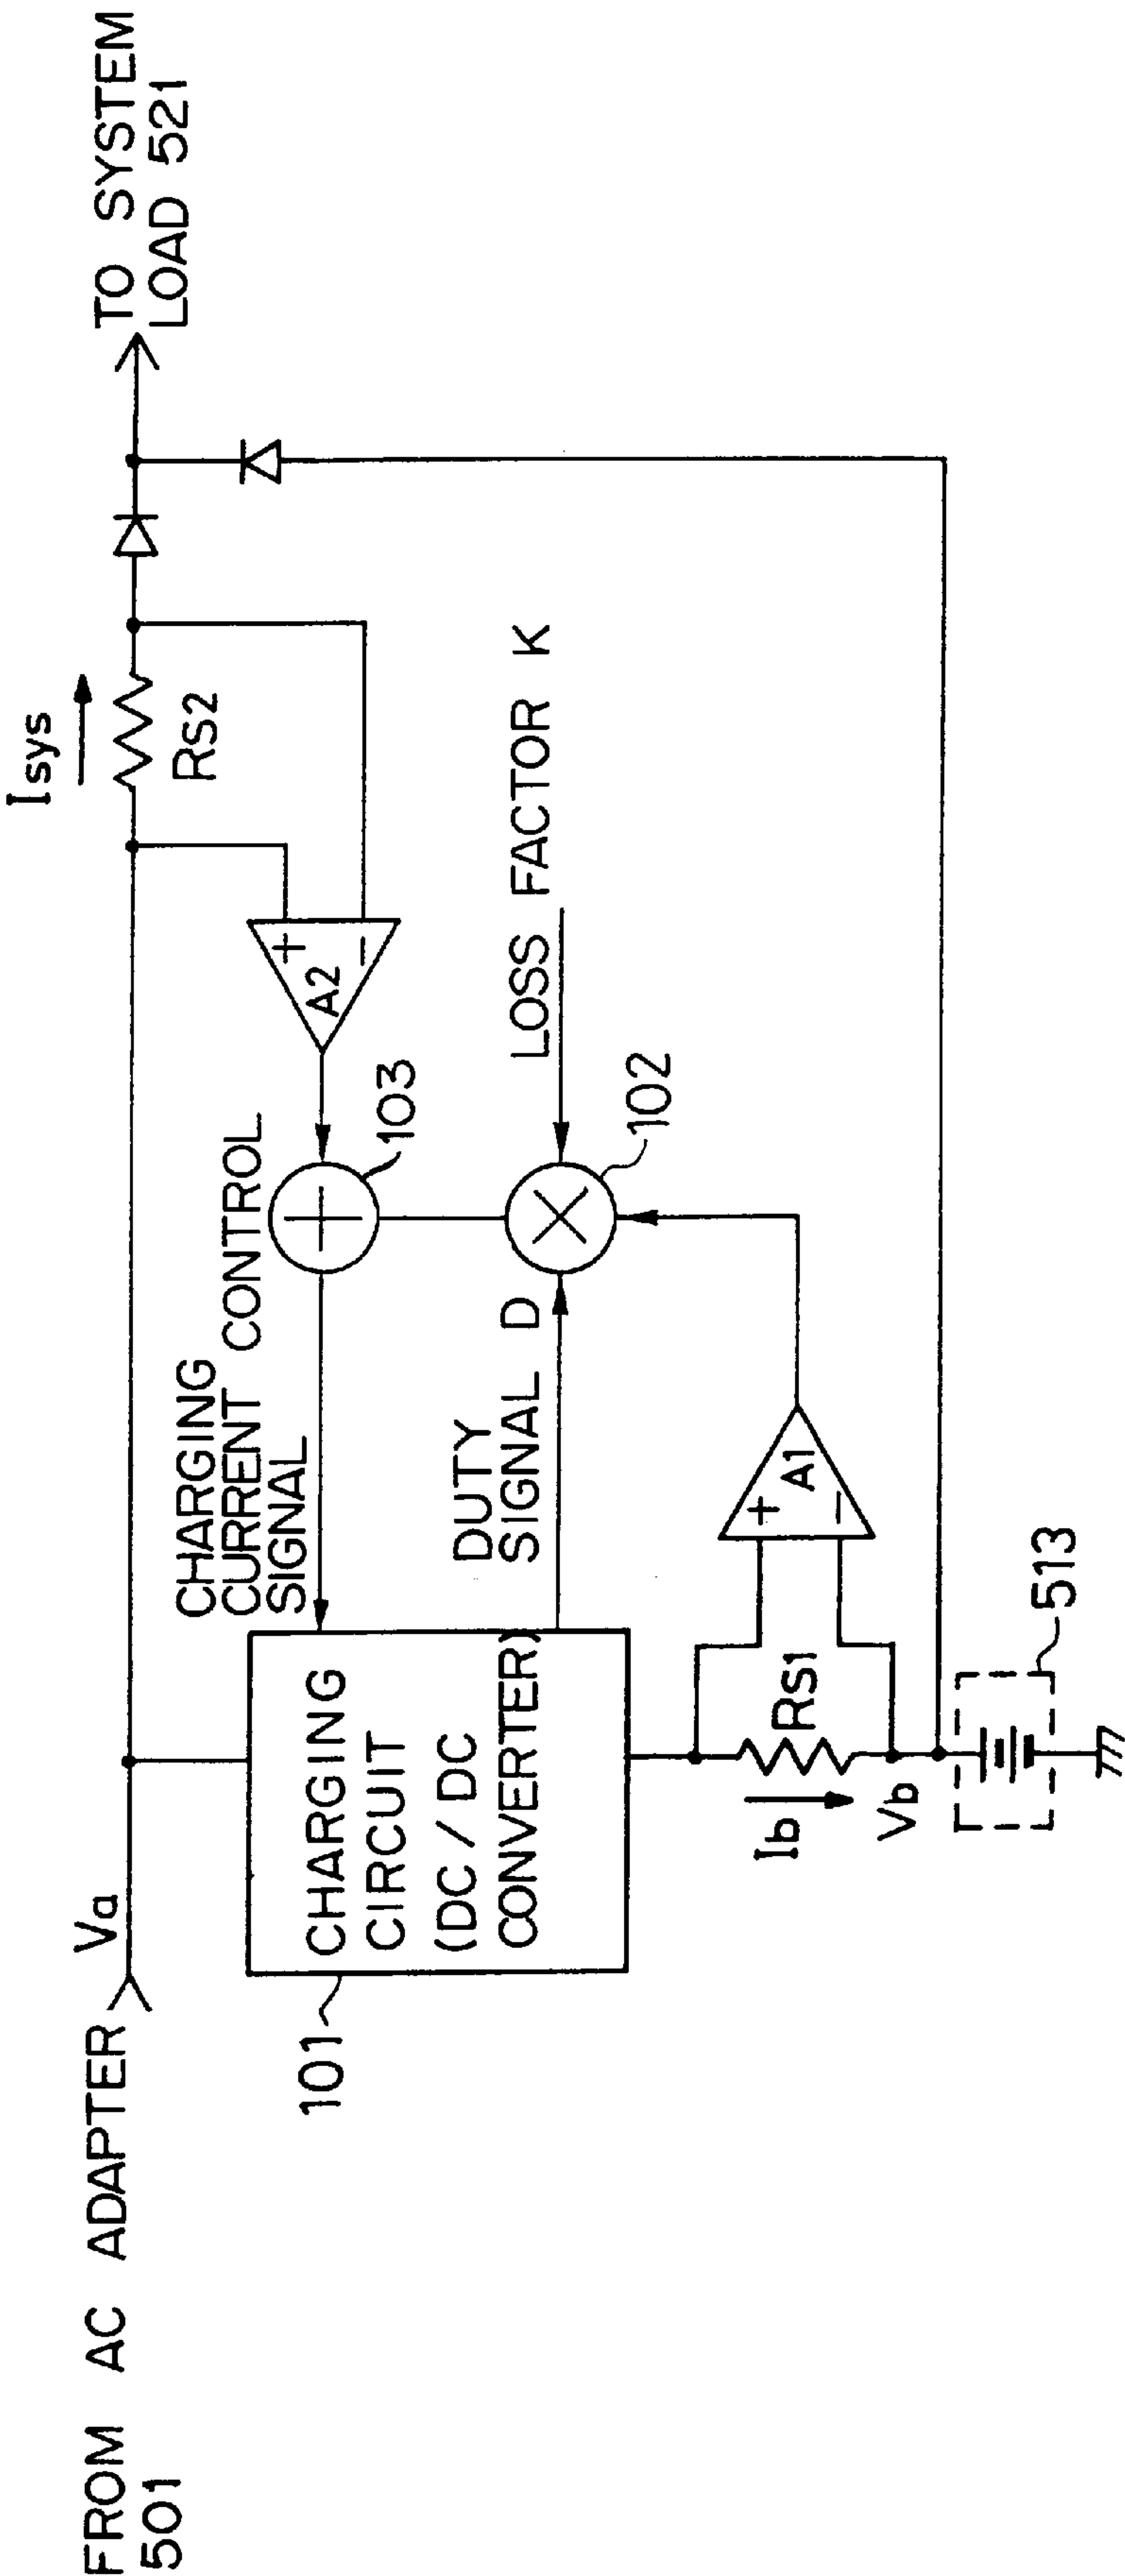 FROM AC ADAPTER
501
Va
Isys
Rs2
TO SYSTEM
LOAD 521
+
−
A2
CHARGING
CURRENT CONTROL
SIGNAL
103
101
CHARGING
CIRCUIT
(DC/DC
CONVERTER)
DUTY
SIGNAL D
LOSS FACTOR K
102
+
−
A1
Ib
Rs1
Vb
513